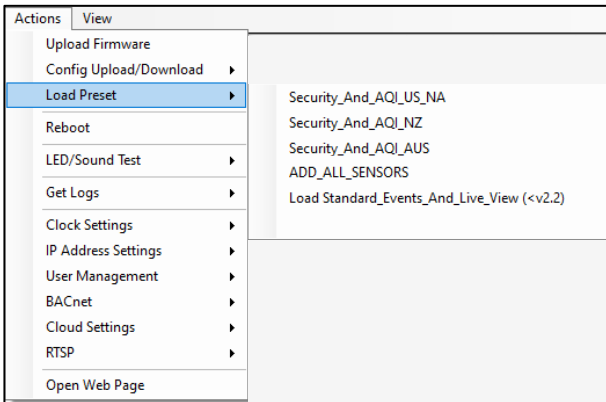 Actions View
Upload Firmware
Config Upload/Download
Load Preset
Reboot
LED/Sound Test
Get Logs
Clock Settings
IP Address Settings
User Management
BACnet
Cloud Settings
RTSP
Open Web Page
Security_And_AQI_US_NA
Security_And_AQI_NZ
Security_And_AQI_AUS
ADD_ALL_SENSORS
Load Standard_Events_And_Live_View (<v2.2)